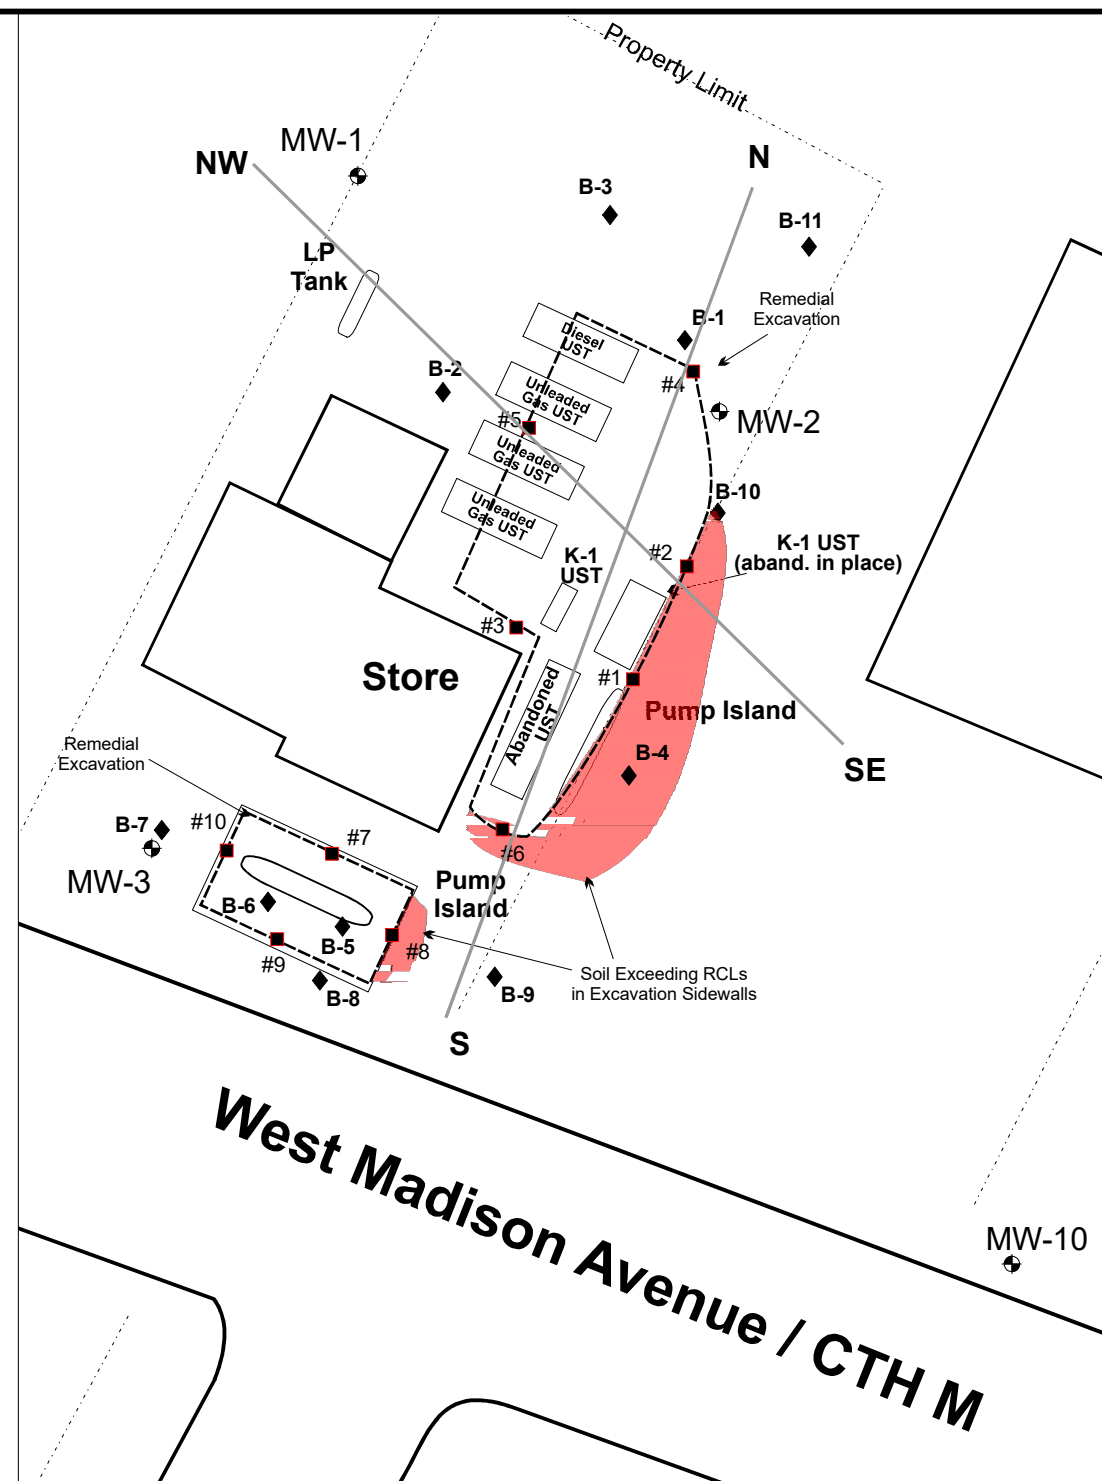 Property Limit
MW-1
N
NW
B-3
B-11
LP
Tank
Remedial
Excavation
B-1
Diesel
UST
B-2
#4
Unleaded
Gas UST
#5
MW-2
Unleaded
Gas UST
B-10
Unleaded
Gas UST
K-1
UST
#2
K-1 UST
(aband. in place)
#3
Store
#1
Abandoned
UST
Pump Island
B-4
SE
Remedial
Excavation
B-7
#10
#7
#6
MW-3
Pump
Island
B-6
B-5
#8
#9
Soil Exceeding RCLs
in Excavation Sidewalls
B-8
B-9
S
West Madison Avenue / CTH M
MW-10